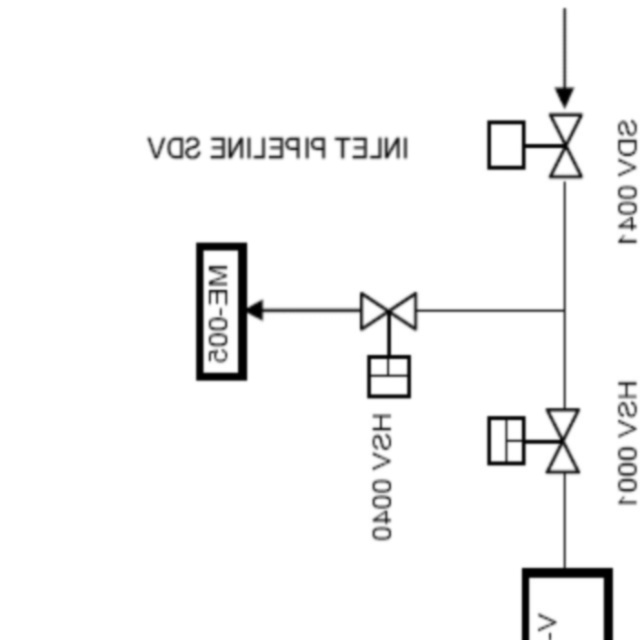 INLET PIPELINE SDV
SDV 0041
ME-005
HSV 0040
HSV 0001
V-